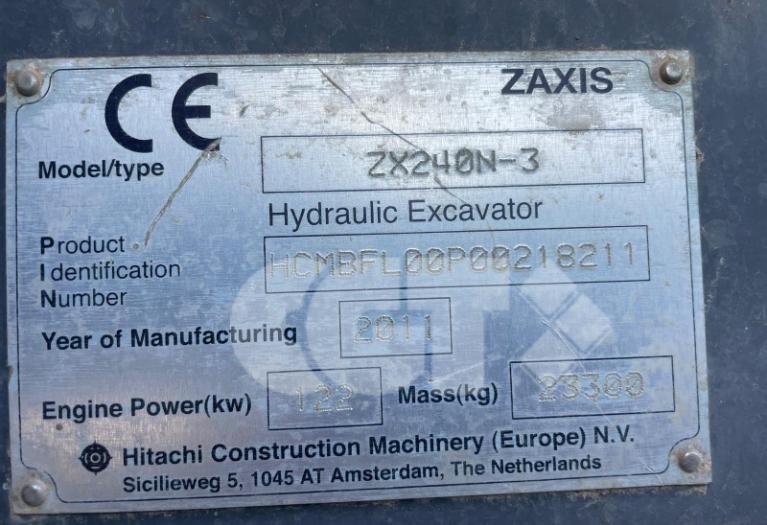 CE
ZAXIS
Model/type ZX240N-3
Hydraulic Excavator
Product
Identification HCMBFL00P00218211
Number
Year of Manufacturing 2011
Engine Power(kw) 122 Mass(kg) 23300
Hitachi Construction Machinery (Europe) N.V.
Sicilieweg 5, 1045 AT Amsterdam, The Netherlands